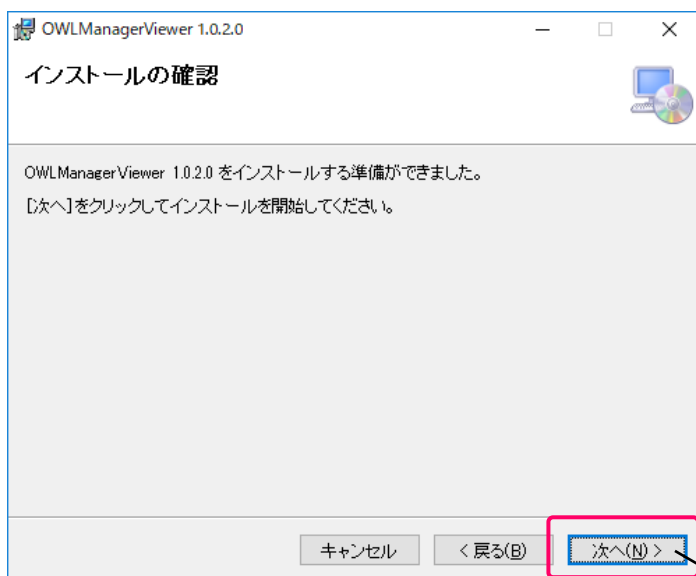 OWLManagerViewer 1.0.2.0
インストールの確認
OWLManagerViewer 1.0.2.0 をインストールする準備ができました。
[次へ]をクリックしてインストールを開始してください。
キャンセル
< 戻る(B)
次へ(N) >